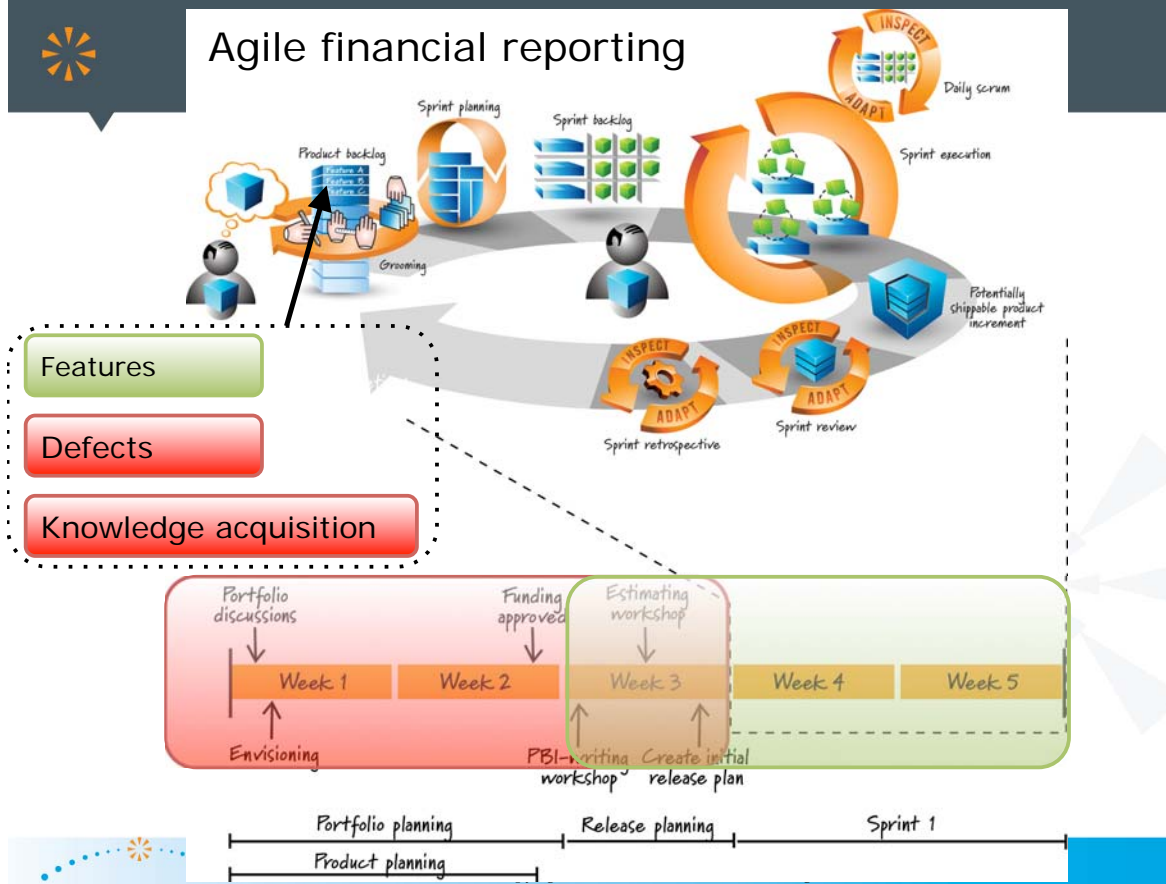 Agile financial reporting
INSPECT
ADAPT
Daily scrum
Sprint planning
Sprint backlog
Sprint execution
Product backlog
Feature A
Feature B
Feature C
Grooming
Potentially
shippable product
increment
INSPECT
ADAPT
Sprint review
INSPECT
ADAPT
Sprint retrospective
Features
Defects
Knowledge acquisition
Portfolio
discussions
Funding
approved
Estimating
workshop
Week 1
Week 2
Week 3
Week 4
Week 5
Envisioning
PBI-writing
workshop
Create initial
release plan
Portfolio planning
Release planning
Sprint 1
Product planning